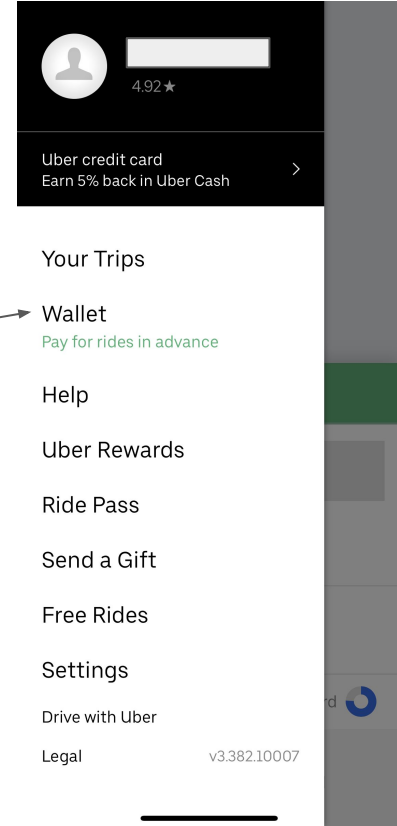 4.92★
Uber credit card
Earn 5% back in Uber Cash
Your Trips
Wallet
Pay for rides in advance
Help
Uber Rewards
Ride Pass
Send a Gift
Free Rides
Settings
rd
Drive with Uber
Legal v3.382.10007